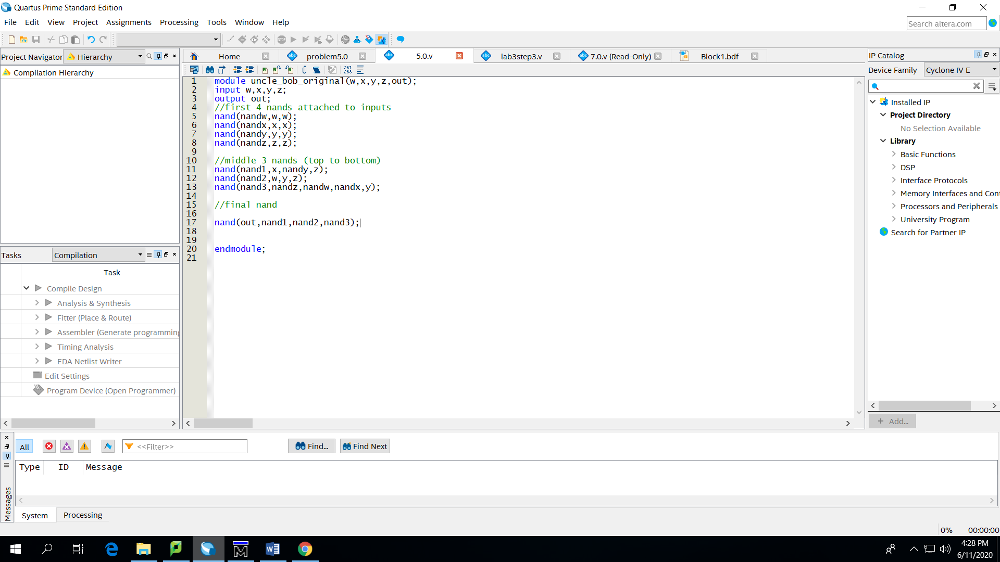 Quartus Prime Standard Edition
File Edit View Project Assignments Processing Tools Window Help
Search altera.com
Project Navigator Hierarchy
Compilation Hierarchy
Home problem5.0 5.0.v lab3step3.v 7.0.v (Read-Only) Block1.bdf
267
268
1 module uncle_bob_original(w,x,y,z,out);
2 input w,x,y,z;
3 output out;
4 //first 4 nands attached to inputs
5 nand(nandw,w,w);
6 nand(nandx,x,x);
7 nand(nandy,y,y);
8 nand(nandz,z,z);
9
10 //middle 3 nands (top to bottom)
11 nand(nand1,x,nandy,z);
12 nand(nand2,w,y,z);
13 nand(nand3,nandz,nandw,nandx,y);
14
15 //final nand
16
17 nand(out,nand1,nand2,nand3);
18
19
20 endmodule;
21
IP Catalog
Device Family Cyclone IV E
Installed IP
Project Directory
No Selection Available
Library
Basic Functions
DSP
Interface Protocols
Memory Interfaces and Cont
Processors and Peripherals
University Program
Search for Partner IP
+ Add...
Tasks Compilation
Task
Compile Design
Analysis & Synthesis
Fitter (Place & Route)
Assembler (Generate programming
Timing Analysis
EDA Netlist Writer
Edit Settings
Program Device (Open Programmer)
All <<Filter>> Find... Find Next
Type ID Message
Messages
System Processing
0% 00:00:00
4:28 PM
6/11/2020